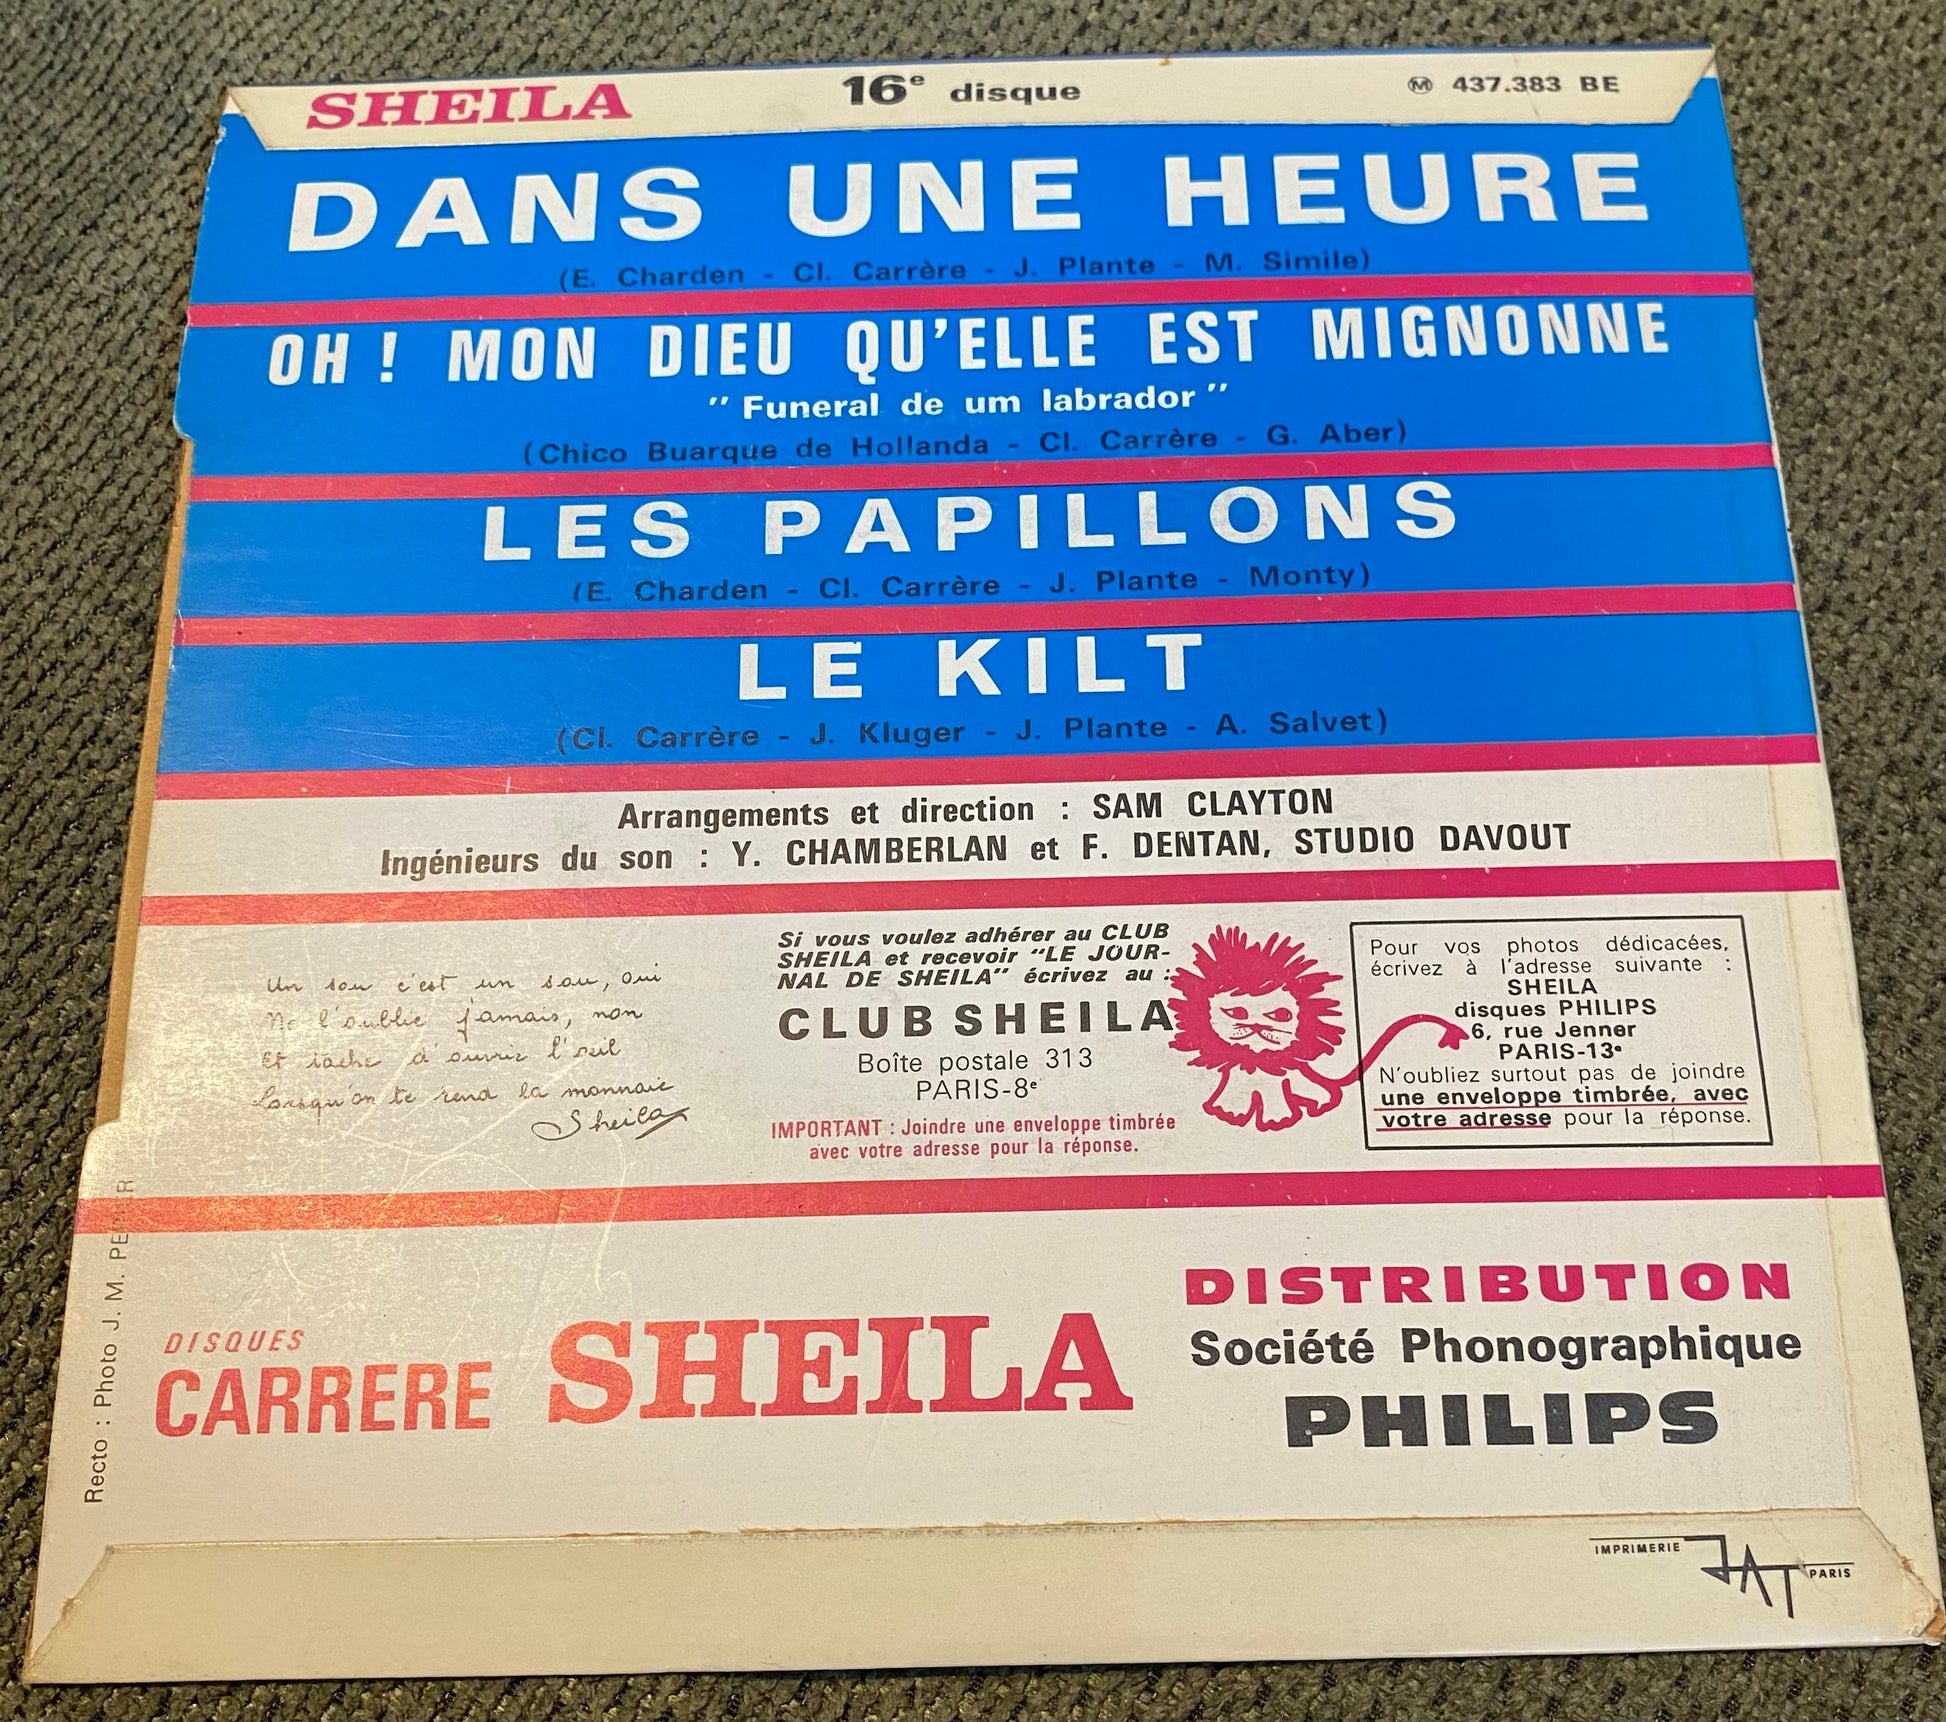 SHEILA 16e disque Ⓜ 437.383 BE
DANS UNE HEURE
(E. Charden - Cl. Carrère - J. Plante - M. Simile)
OH ! MON DIEU QU'ELLE EST MIGNONNE
" Funeral de um labrador "
(Chico Buarque de Hollanda - Cl. Carrère - G. Aber)
LES PAPILLONS
(E. Charden - Cl. Carrère - J. Plante - Monty)
LE KILT
(Cl. Carrère - J. Kluger - J. Plante - A. Salvet)
Arrangements et direction : SAM CLAYTON
Ingénieurs du son : Y. CHAMBERLAN et F. DENTAN, STUDIO DAVOUT
Un sou c'est un sou, oui
Ne l'oublie jamais, non
Et tache d'ouvrir l'oeil
Lorsqu'on te rend la monnaie
Sheila
Si vous voulez adhérer au CLUB
SHEILA et recevoir "LE JOUR-
NAL DE SHEILA" écrivez au :
CLUB SHEILA
Boîte postale 313
PARIS-8e
IMPORTANT : Joindre une enveloppe timbrée
avec votre adresse pour la réponse.
Pour vos photos dédicacées,
écrivez à l'adresse suivante :
SHEILA
disques PHILIPS
6, rue Jenner
PARIS-13e
N'oubliez surtout pas de joindre
une enveloppe timbrée, avec
votre adresse pour la réponse.
Recto : Photo J. M. PERIER
DISQUES
CARRERE
SHEILA
DISTRIBUTION
Société Phonographique
PHILIPS
IMPRIMERIE JAT PARIS